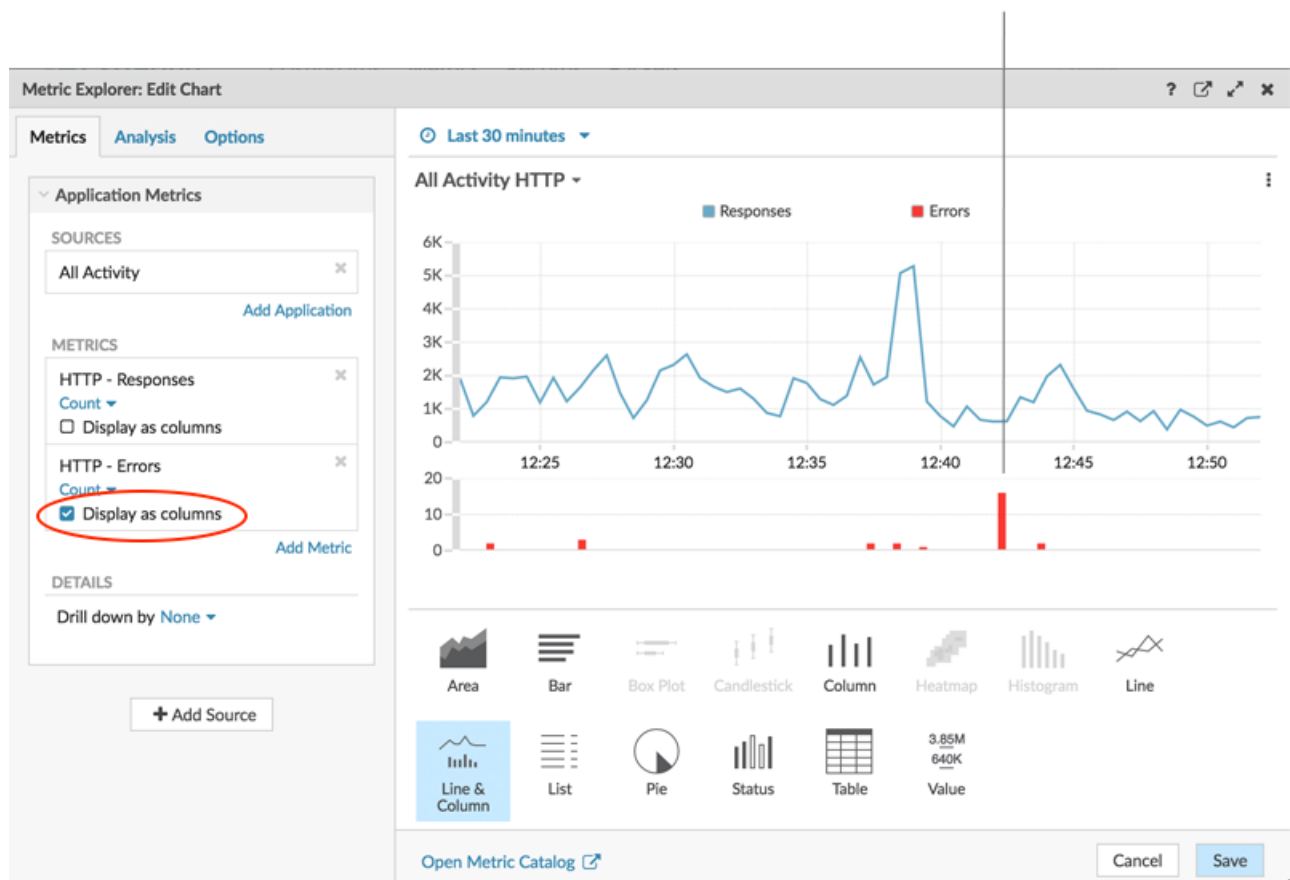 Metric Explorer: Edit Chart
?
Metrics Analysis Options
Last 30 minutes
Application Metrics
SOURCES
All Activity
Add Application
METRICS
HTTP - Responses
Count
Display as columns
HTTP - Errors
Count
Display as columns
Add Metric
DETAILS
Drill down by None
+ Add Source
All Activity HTTP
Responses Errors
6K
5K
4K
3K
2K
1K
0
12:25 12:30 12:35 12:40 12:45 12:50
20
10
0
Area Bar Box Plot Candlestick Column Heatmap Histogram Line
3.85M
640K
Line & Column List Pie Status Table Value
Open Metric Catalog
Cancel Save